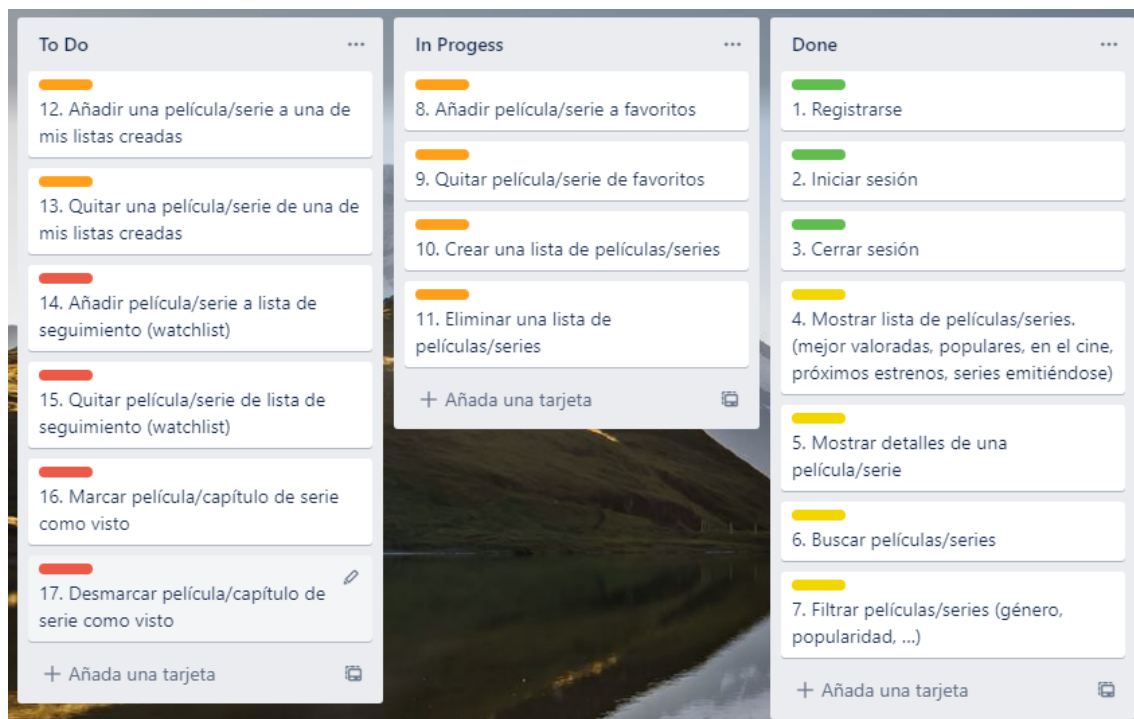 To Do
12. Añadir una película/serie a una de
mis listas creadas
13. Quitar una película/serie de una de
mis listas creadas
14. Añadir película/serie a lista de
seguimiento (watchlist)
15. Quitar película/serie de lista de
seguimiento (watchlist)
16. Marcar película/capítulo de serie
como visto
17. Desmarcar película/capítulo de
serie como visto
+ Añada una tarjeta
In Progess
8. Añadir película/serie a favoritos
9. Quitar película/serie de favoritos
10. Crear una lista de películas/series
11. Eliminar una lista de
películas/series
+ Añada una tarjeta
Done
1. Registrarse
2. Iniciar sesión
3. Cerrar sesión
4. Mostrar lista de películas/series.
(mejor valoradas, populares, en el cine,
próximos estrenos, series emitiéndose)
5. Mostrar detalles de una
película/serie
6. Buscar películas/series
7. Filtrar películas/series (género,
popularidad, ...)
+ Añada una tarjeta